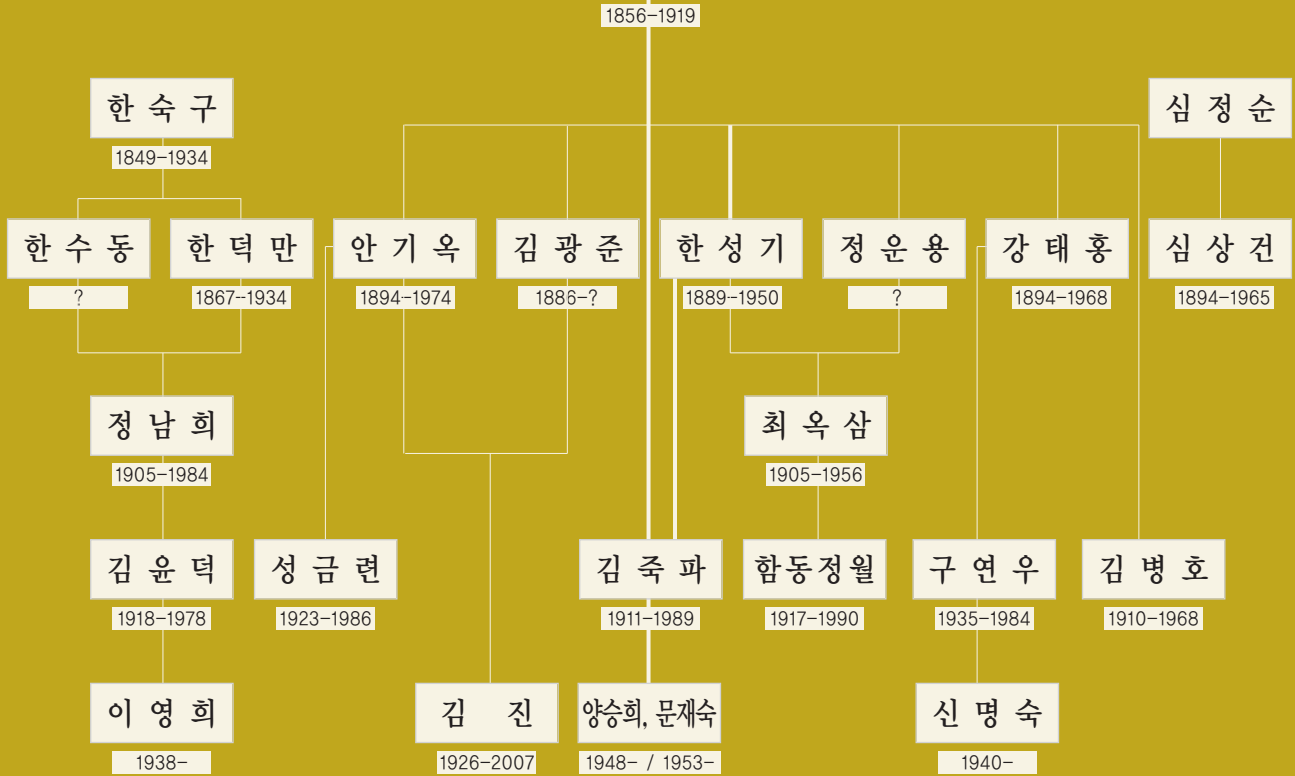 1856-1919
한숙구
심정순
1849-1934
한수동
한덕만
안기옥
김광준
한성기
정운용
강태홍
심상건
?
1867-1934
1894-1974
1886-?
1889-1950
?
1894-1968
1894-1965
정남희
최옥삼
1905-1984
1905-1956
김윤덕
성금련
김죽파
함동정월
구연우
김병호
1918-1978
1923-1986
1911-1989
1917-1990
1935-1984
1910-1968
이영희
김 진
양승희, 문재숙
신명숙
1938-
1926-2007
1948- / 1953-
1940-